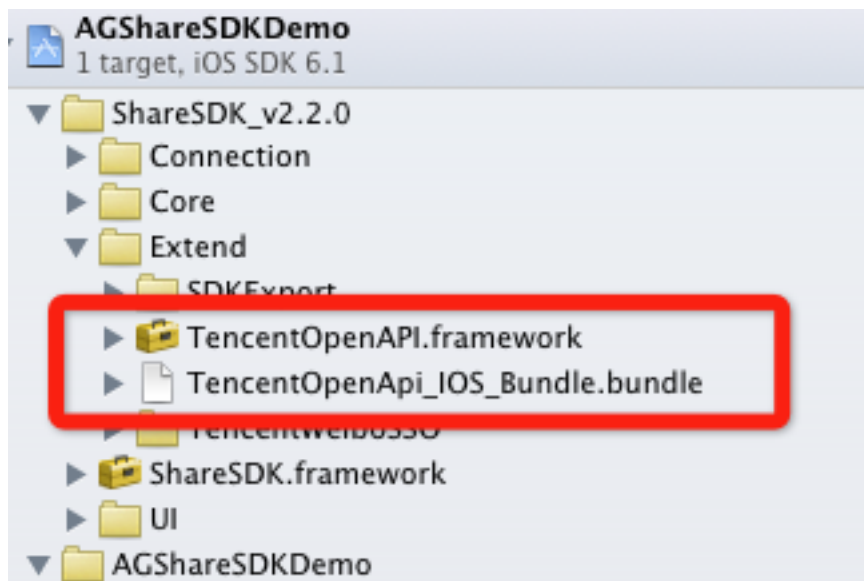 AGShareSDKDemo
1 target, iOS SDK 6.1
ShareSDK_v2.2.0
Connection
Core
Extend
SDKExport
TencentOpenAPI.framework
TencentOpenApi_IOS_Bundle.bundle
TencentWeiboSSO
ShareSDK.framework
UI
AGShareSDKDemo